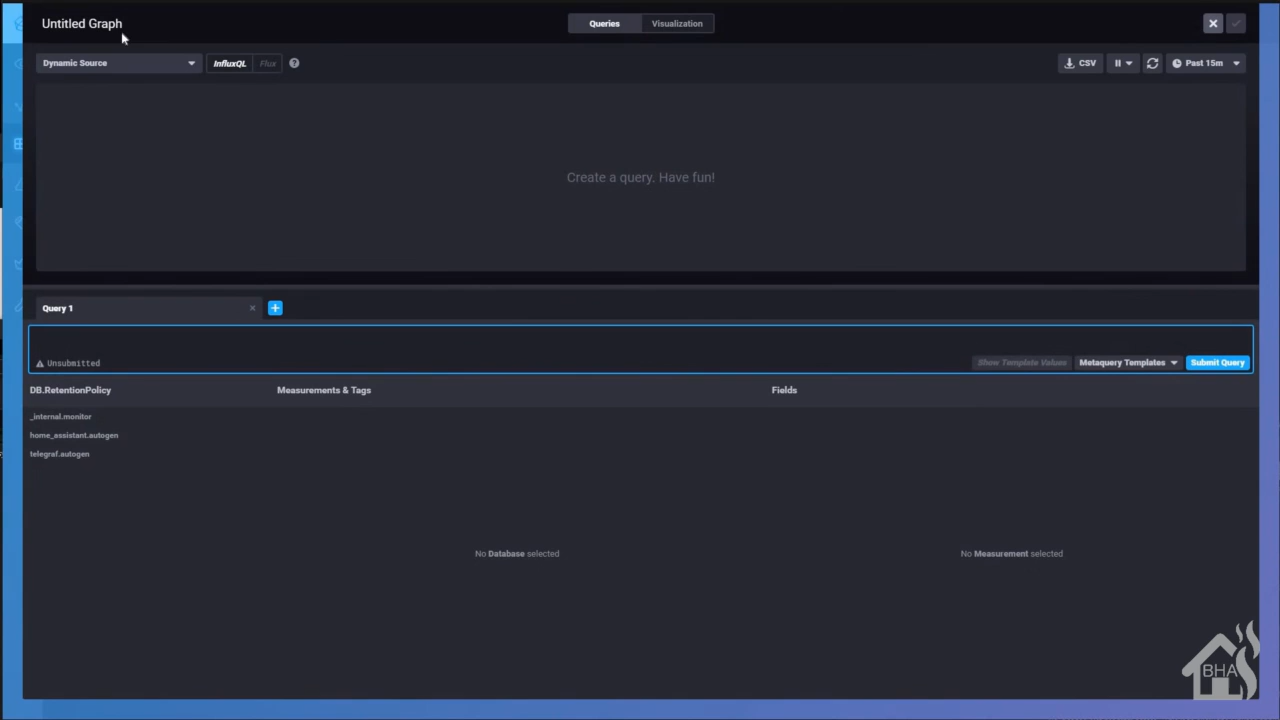 Untitled Graph
Queries
Visualization
Dynamic Source
InfluxQL
Flux
?
CSV
Past 15m
Create a query. Have fun!
Query 1
Unsubmitted
Show Template Values
Metaquery Templates
Submit Query
DB.RetentionPolicy
Measurements & Tags
Fields
_internal.monitor
home_assistant.autogen
telegraf.autogen
No Database selected
No Measurement selected
BHA